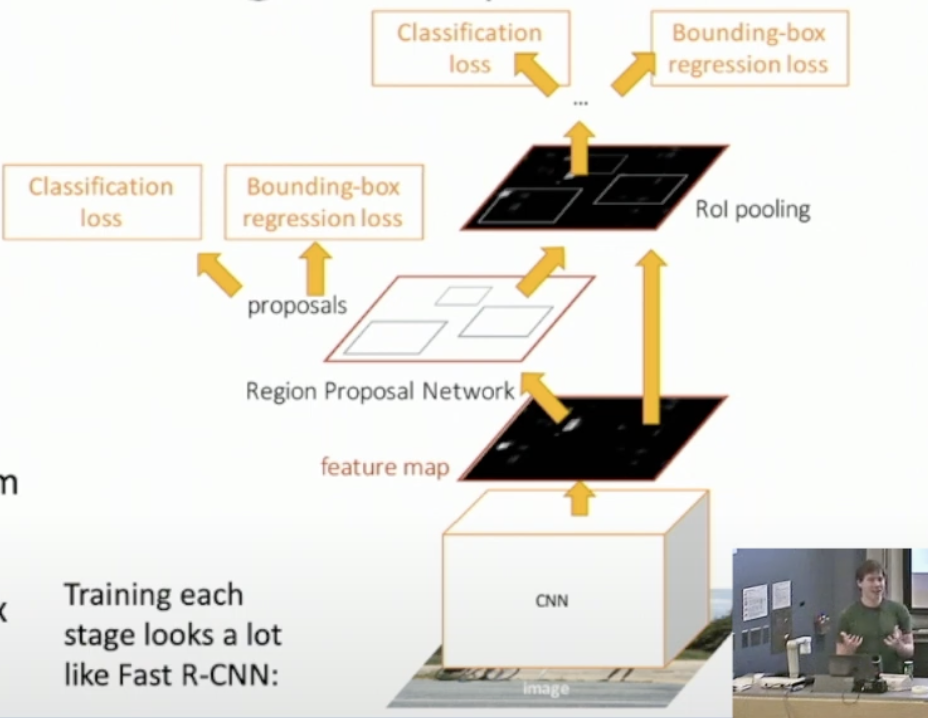 Classification
loss
Bounding-box
regression loss
...
Classification
loss
Bounding-box
regression loss
RoI pooling
proposals
Region Proposal Network
feature map
m
x
CNN
Training each
stage looks a lot
like Fast R-CNN:
image